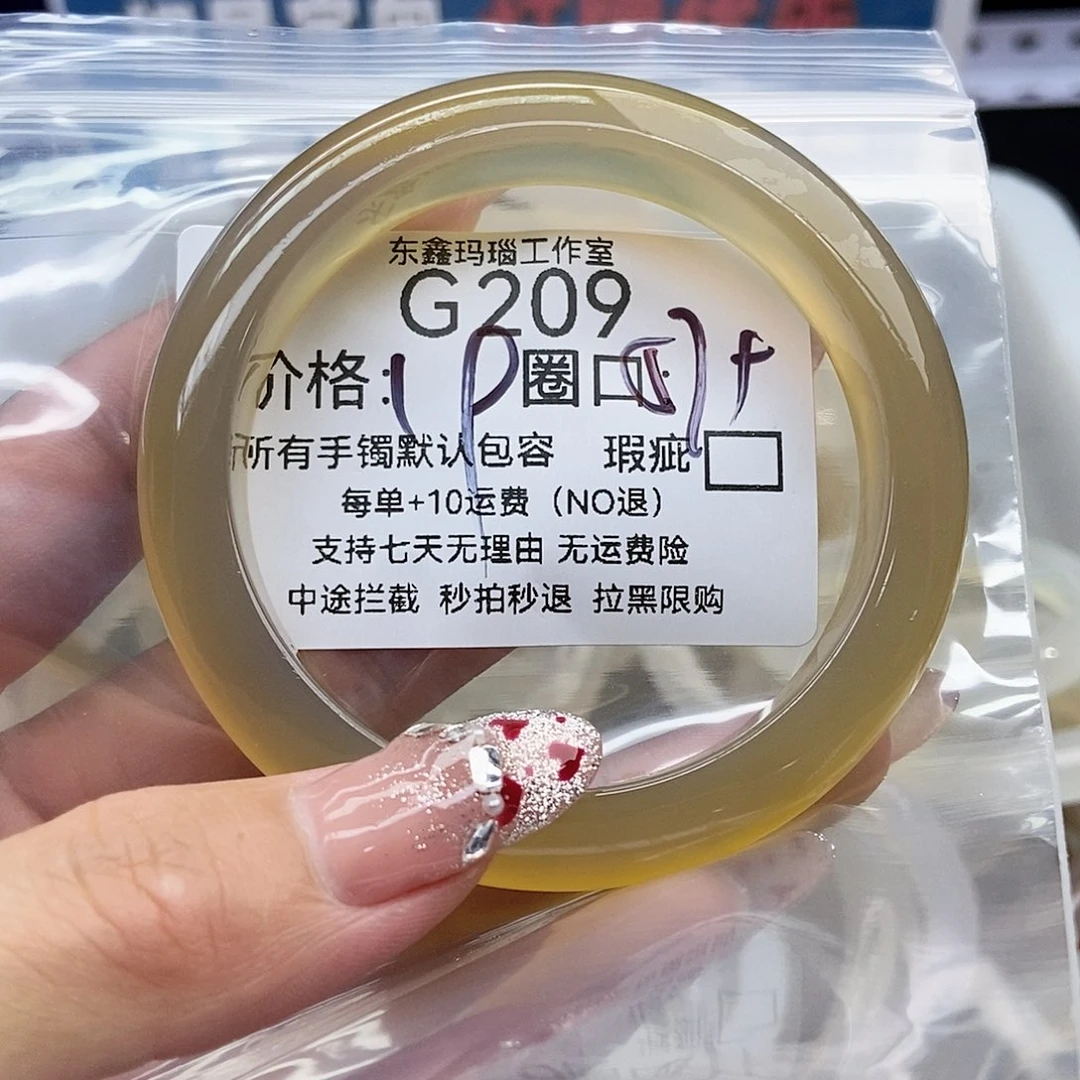 东鑫玛瑙工作室
G209
价格: 圈口:
所有手镯默认包容 瑕疵
每单+10运费（NO退）
支持七天无理由 无运费险
中途拦截 秒拍秒退 拉黑限购